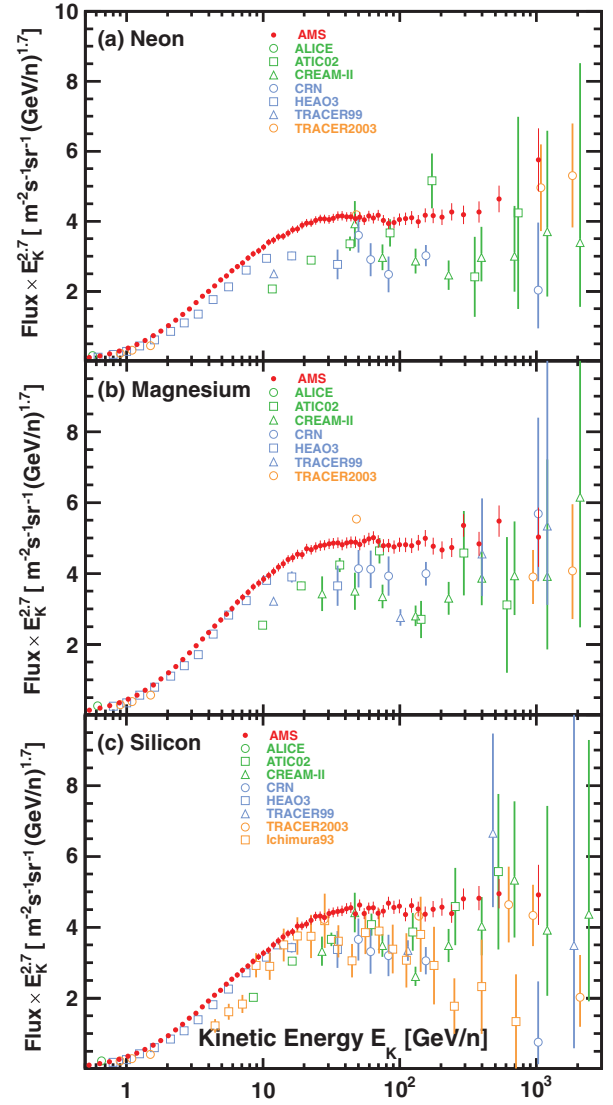 10
8
6
4
2
Flux × E_K^2.7 [ m^-2s^-1sr^-1(GeV/n)^1.7]
(a) Neon
AMS
ALICE
ATIC02
CREAM-II
CRN
HEAO3
TRACER99
TRACER2003
8
6
4
2
Flux × E_K^2.7 [ m^-2s^-1sr^-1(GeV/n)^1.7]
(b) Magnesium
AMS
ALICE
ATIC02
CREAM-II
CRN
HEAO3
TRACER99
TRACER2003
8
6
4
2
Flux × E_K^2.7 [ m^-2s^-1sr^-1(GeV/n)^1.7]
(c) Silicon
AMS
ALICE
ATIC02
CREAM-II
CRN
HEAO3
TRACER99
TRACER2003
Ichimura93
Kinetic Energy E_K [GeV/n]
1 10 10^2 10^3